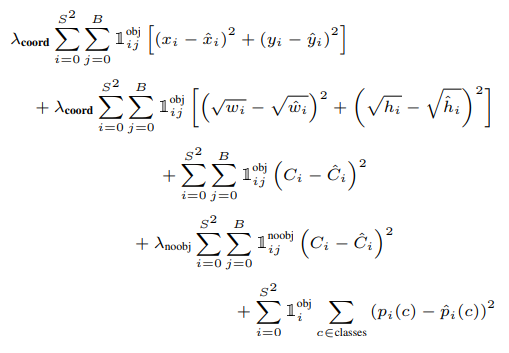 λ_coord ∑_{i=0}^{S^2} ∑_{j=0}^{B} 𝟙_{ij}^{obj} [(x_i − x̂_i)^2 + (y_i − ŷ_i)^2]
+ λ_coord ∑_{i=0}^{S^2} ∑_{j=0}^{B} 𝟙_{ij}^{obj} [(√w_i − √ŵ_i)^2 + (√h_i − √ĥ_i)^2]
+ ∑_{i=0}^{S^2} ∑_{j=0}^{B} 𝟙_{ij}^{obj} (C_i − Ĉ_i)^2
+ λ_noobj ∑_{i=0}^{S^2} ∑_{j=0}^{B} 𝟙_{ij}^{noobj} (C_i − Ĉ_i)^2
+ ∑_{i=0}^{S^2} 𝟙_i^{obj} ∑_{c∈classes} (p_i(c) − p̂_i(c))^2